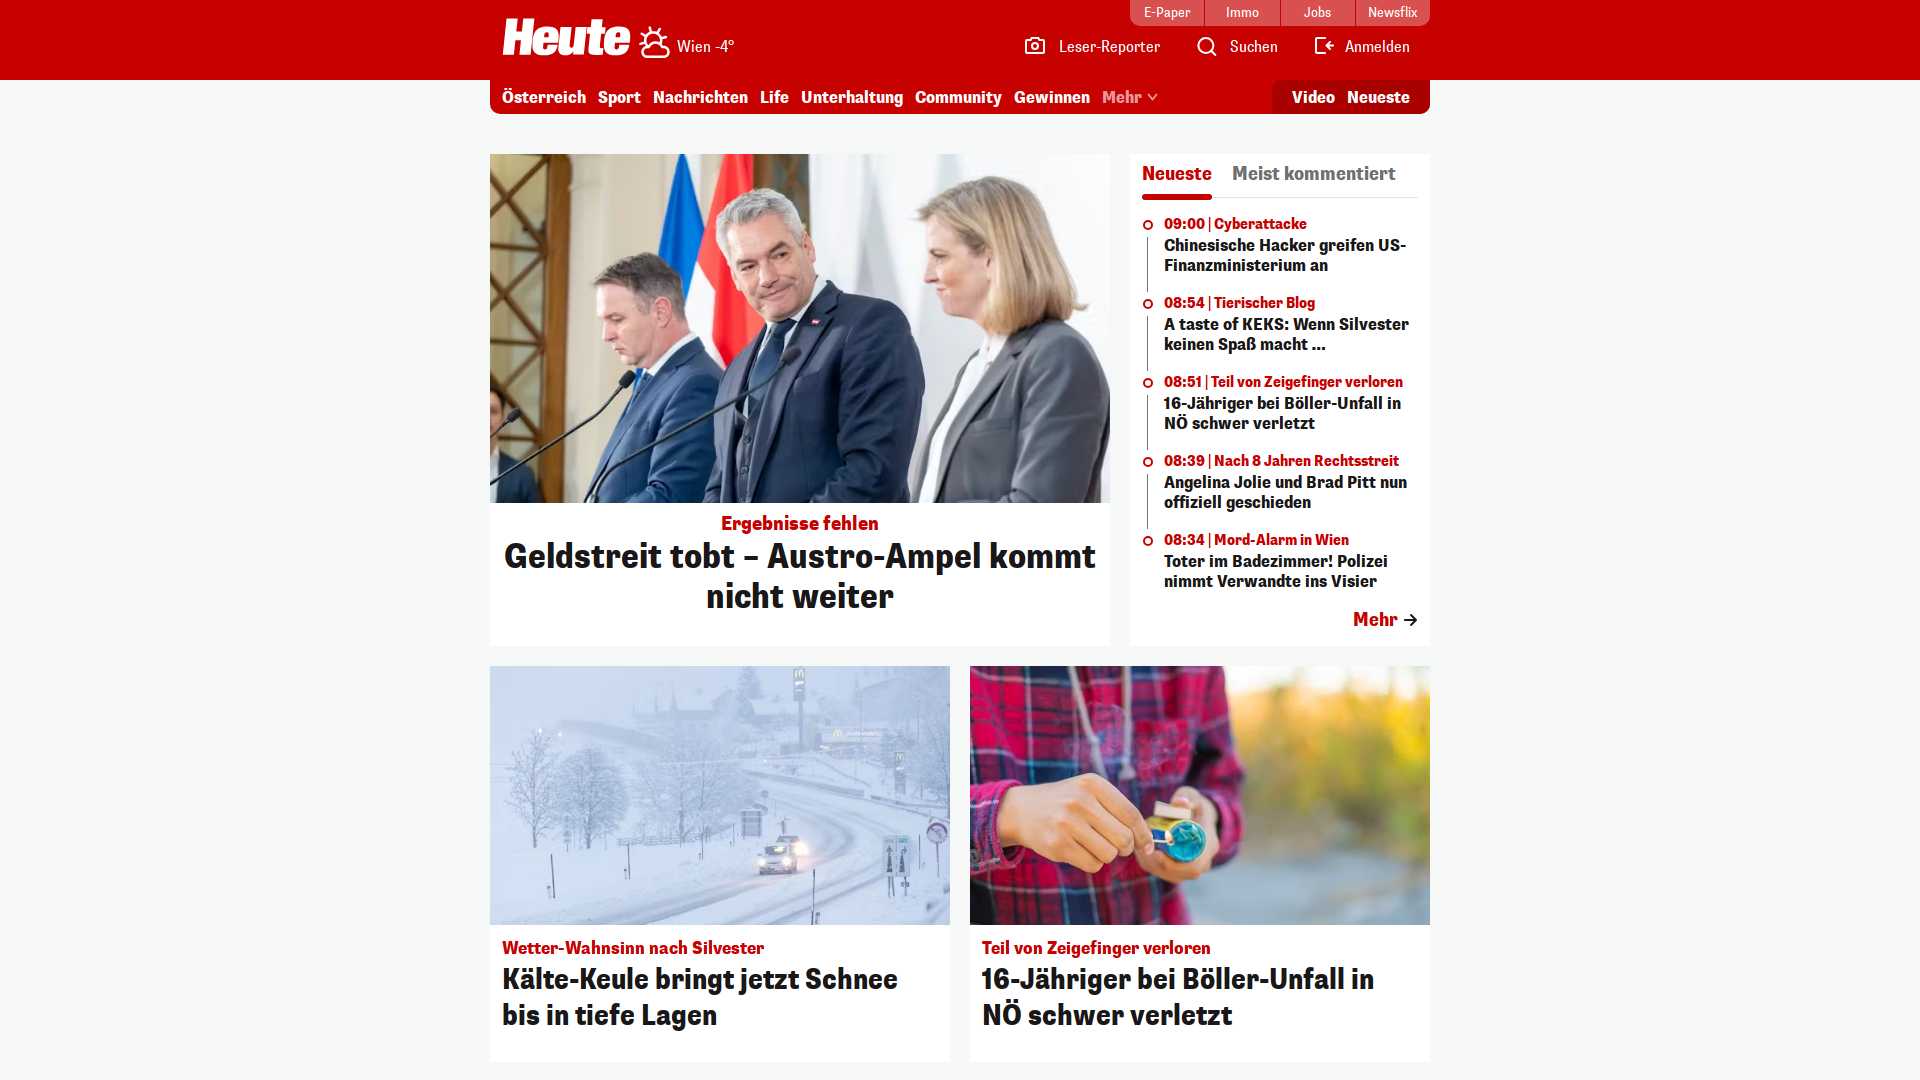 E-Paper
Immo
Jobs
Newsflix
Heute
Wien -4°
Leser-Reporter
Suchen
Anmelden
Österreich
Sport
Nachrichten
Life
Unterhaltung
Community
Gewinnen
Mehr
Video
Neueste
Ergebnisse fehlen
Geldstreit tobt – Austro-Ampel kommt
nicht weiter
Neueste
Meist kommentiert
09:00 | Cyberattacke
Chinesische Hacker greifen US-
Finanzministerium an
08:54 | Tierischer Blog
A taste of KEKS: Wenn Silvester
keinen Spaß macht ...
08:51 | Teil von Zeigefinger verloren
16-Jähriger bei Böller-Unfall in
NÖ schwer verletzt
08:39 | Nach 8 Jahren Rechtsstreit
Angelina Jolie und Brad Pitt nun
offiziell geschieden
08:34 | Mord-Alarm in Wien
Toter im Badezimmer! Polizei
nimmt Verwandte ins Visier
Mehr
Wetter-Wahnsinn nach Silvester
Kälte-Keule bringt jetzt Schnee
bis in tiefe Lagen
Teil von Zeigefinger verloren
16-Jähriger bei Böller-Unfall in
NÖ schwer verletzt